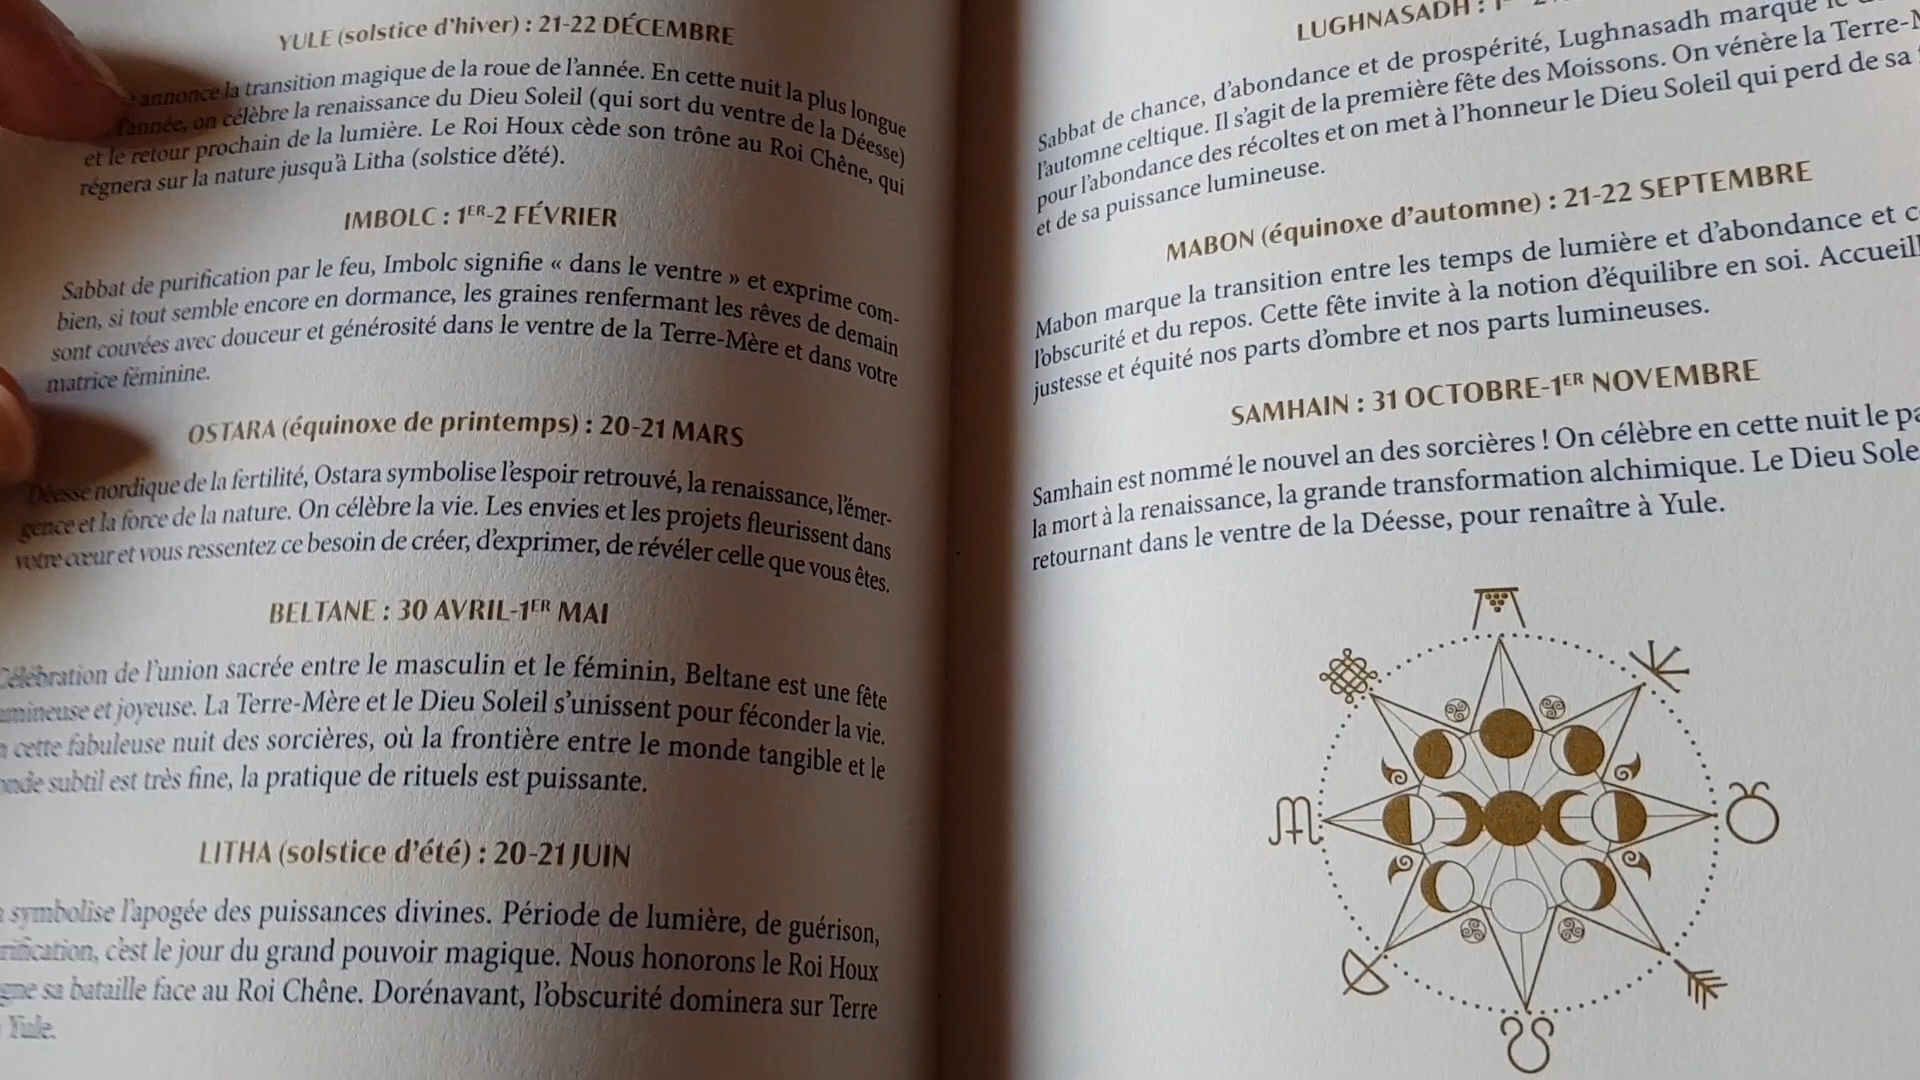 YULE (solstice d'hiver) : 21-22 DÉCEMBRE
annonce la transition magique de la roue de l'année. En cette nuit la plus longue
l'année, on célèbre la renaissance du Dieu Soleil (qui sort du ventre de la Déesse)
et le retour prochain de la lumière. Le Roi Houx cède son trône au Roi Chêne, qui
régnera sur la nature jusqu'à Litha (solstice d'été).
IMBOLC : 1ER-2 FÉVRIER
Sabbat de purification par le feu, Imbolc signifie « dans le ventre » et exprime com-
bien, si tout semble encore en dormance, les graines renfermant les rêves de demain
sont couvées avec douceur et générosité dans le ventre de la Terre-Mère et dans votre
matrice féminine.
OSTARA (équinoxe de printemps) : 20-21 MARS
Déesse nordique de la fertilité, Ostara symbolise l'espoir retrouvé, la renaissance, l'émer-
gence et la force de la nature. On célèbre la vie. Les envies et les projets fleurissent dans
votre cœur et vous ressentez ce besoin de créer, d'exprimer, de révéler celle que vous êtes.
BELTANE : 30 AVRIL-1ER MAI
Célébration de l'union sacrée entre le masculin et le féminin, Beltane est une fête
lumineuse et joyeuse. La Terre-Mère et le Dieu Soleil s'unissent pour féconder la vie.
cette fabuleuse nuit des sorcières, où la frontière entre le monde tangible et le
monde subtil est très fine, la pratique de rituels est puissante.
LITHA (solstice d'été) : 20-21 JUIN
symbolise l'apogée des puissances divines. Période de lumière, de guérison,
c'est le jour du grand pouvoir magique. Nous honorons le Roi Houx
sa bataille face au Roi Chêne. Dorénavant, l'obscurité dominera sur Terre
Yule.
LUGHNASADH :
Sabbat de chance, d'abondance et de prospérité, Lughnasadh marque le
l'automne celtique. Il s'agit de la première fête des Moissons. On vénère la Terre-
pour l'abondance des récoltes et on met à l'honneur le Dieu Soleil qui perd de sa
et de sa puissance lumineuse.
MABON (équinoxe d'automne) : 21-22 SEPTEMBRE
Mabon marque la transition entre les temps de lumière et d'abondance et
l'obscurité et du repos. Cette fête invite à la notion d'équilibre en soi.
justesse et équité nos parts d'ombre et nos parts lumineuses.
SAMHAIN : 31 OCTOBRE-1ER NOVEMBRE
Samhain est nommé le nouvel an des sorcières ! On célèbre en cette nuit le
la mort à la renaissance, la grande transformation alchimique. Le Dieu
retournant dans le ventre de la Déesse, pour renaître à Yule.